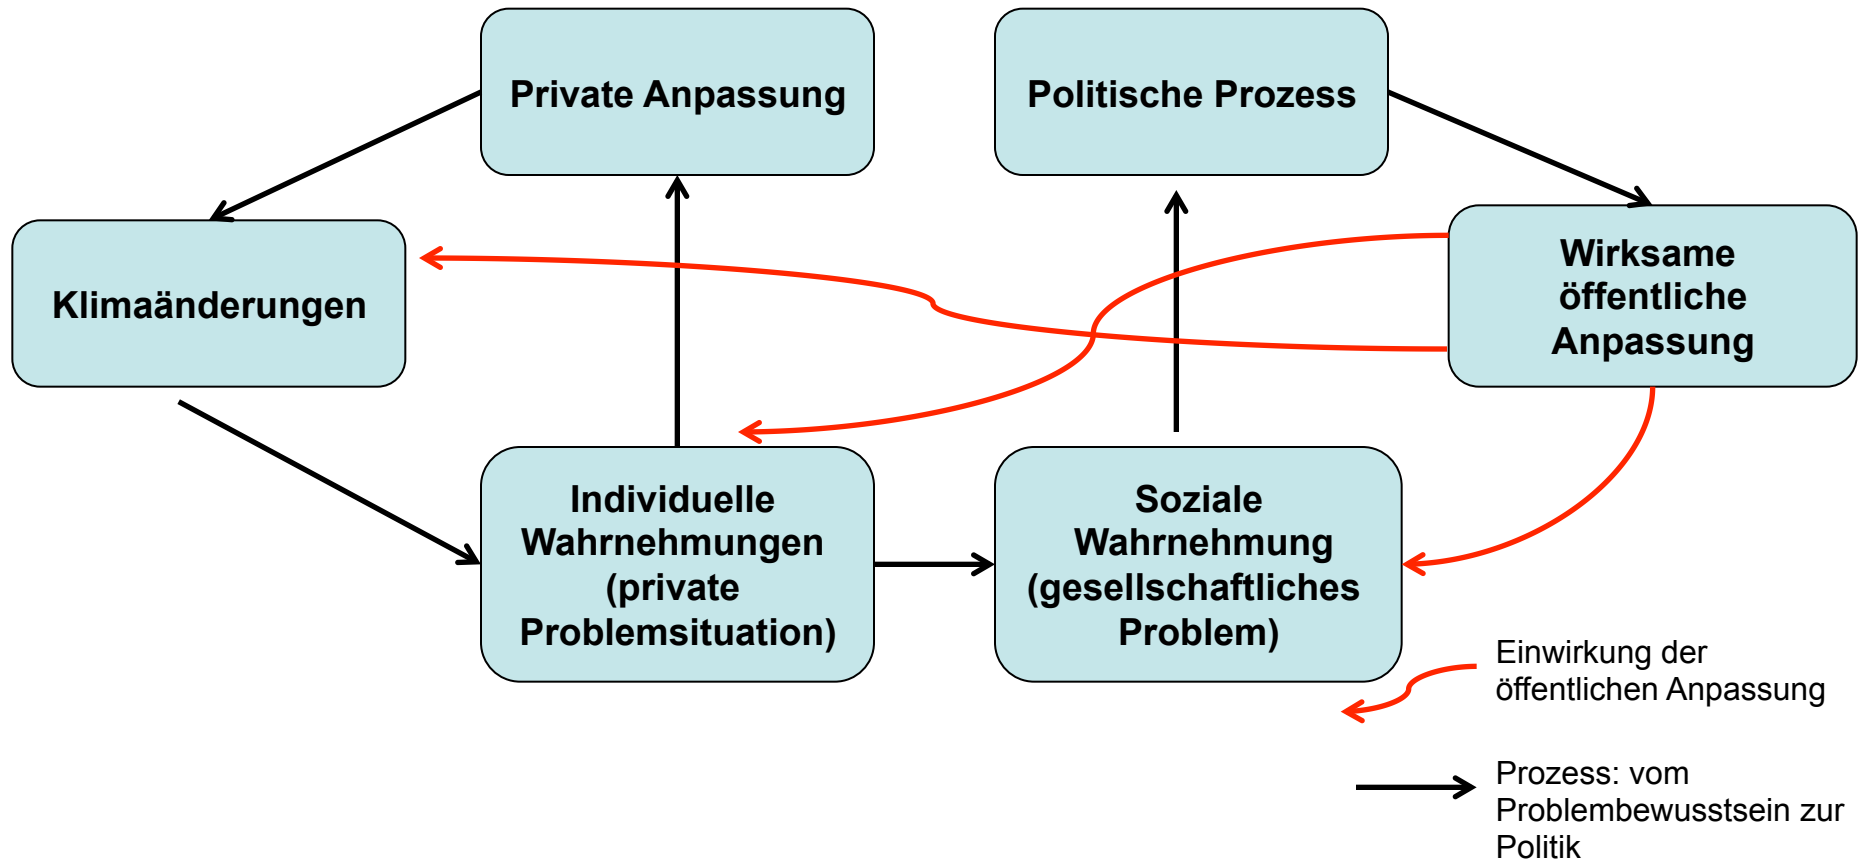 Private Anpassung
Politische Prozess
Klimaänderungen
Wirksame
öffentliche
Anpassung
Individuelle
Wahrnehmungen
(private
Problemsituation)
Soziale
Wahrnehmung
(gesellschaftliches
Problem)
Einwirkung der
öffentlichen Anpassung
Prozess: vom
Problembewusstsein zur
Politik